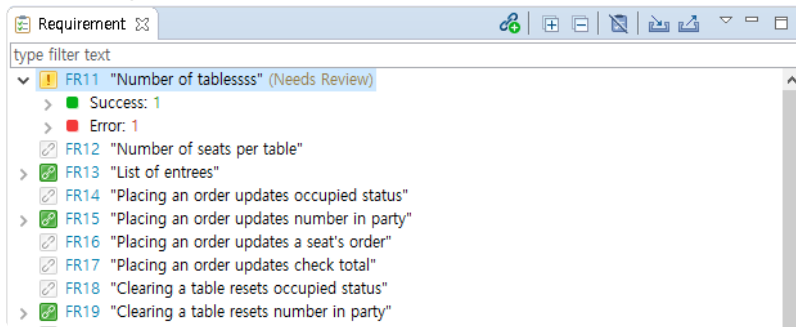 Requirement
type filter text
FR11 "Number of tablessss" (Needs Review)
Success: 1
Error: 1
FR12 "Number of seats per table"
FR13 "List of entrees"
FR14 "Placing an order updates occupied status"
FR15 "Placing an order updates number in party"
FR16 "Placing an order updates a seat's order"
FR17 "Placing an order updates check total"
FR18 "Clearing a table resets occupied status"
FR19 "Clearing a table resets number in party"